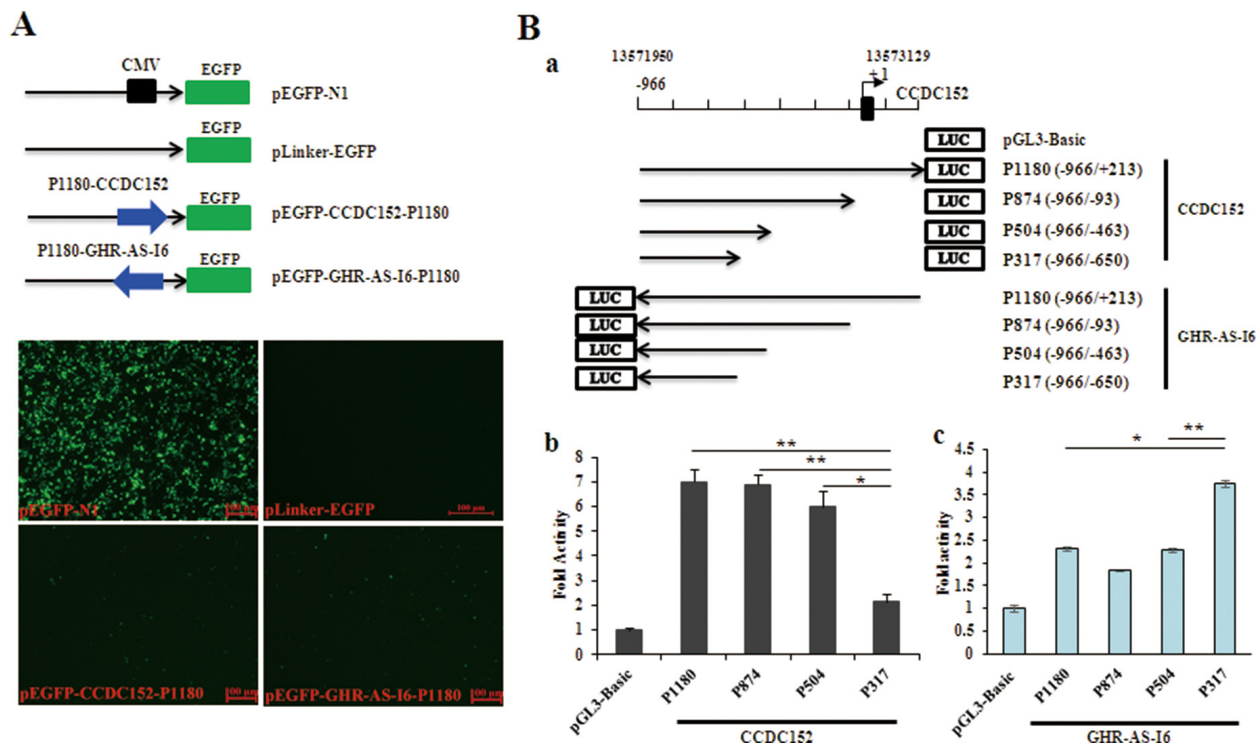 A
CMV
EGFP
pEGFP-N1
EGFP
pLinker-EGFP
P1180-CCDC152
EGFP
pEGFP-CCDC152-P1180
P1180-GHR-AS-I6
EGFP
pEGFP-GHR-AS-I6-P1180
pEGFP-N1
100 μm
pLinker-EGFP
100 μm
pEGFP-CCDC152-P1180
100 μm
pEGFP-GHR-AS-I6-P1180
100 μm
B
a
13571950
13573129
-966
+1
CCDC152
LUC pGL3-Basic
LUC P1180 (-966/+213)
LUC P874 (-966/-93)
LUC P504 (-966/-463)
LUC P317 (-966/-650)
CCDC152
LUC P1180 (-966/+213)
LUC P874 (-966/-93)
LUC P504 (-966/-463)
LUC P317 (-966/-650)
GHR-AS-I6
b
**
**
*
Fold Activity
8
7
6
5
4
3
2
1
0
pGL3-Basic
P1180
P874
P504
P317
CCDC152
c
**
*
Fold activity
4.5
4
3.5
3
2.5
2
1.5
1
0.5
0
pGL3-Basic
P1180
P874
P504
P317
GHR-AS-I6